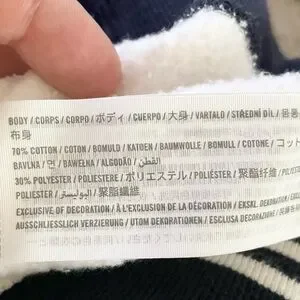 BODY / CORPS / CORPO / ボディ / CUERPO / 大身 / VARTALO / STŘEDNÍ DÍL / 몸통
布身
70% COTTON / COTON / BOMULD / KATOEN / BAUMWOLLE / BOMULL / COTONE / コット
BAVLNA / 면 / BAWEŁNA / ALGODÃO / القطن /
30% POLYESTER / POLIESTERE / ポリエステル / POLIÉSTER / 聚酯纖維 / POLYES
POLIESTER / البوليستر / 聚酯纤维
EXCLUSIVE OF DECORATION / À L'EXCLUSION DE LA DÉCORATION / EKSKL. DEKORATION /
AUSSCHLIESSLICH VERZIERUNG / UTOM DEKORATIONEN / ESCLUSA DECORAZIONE /